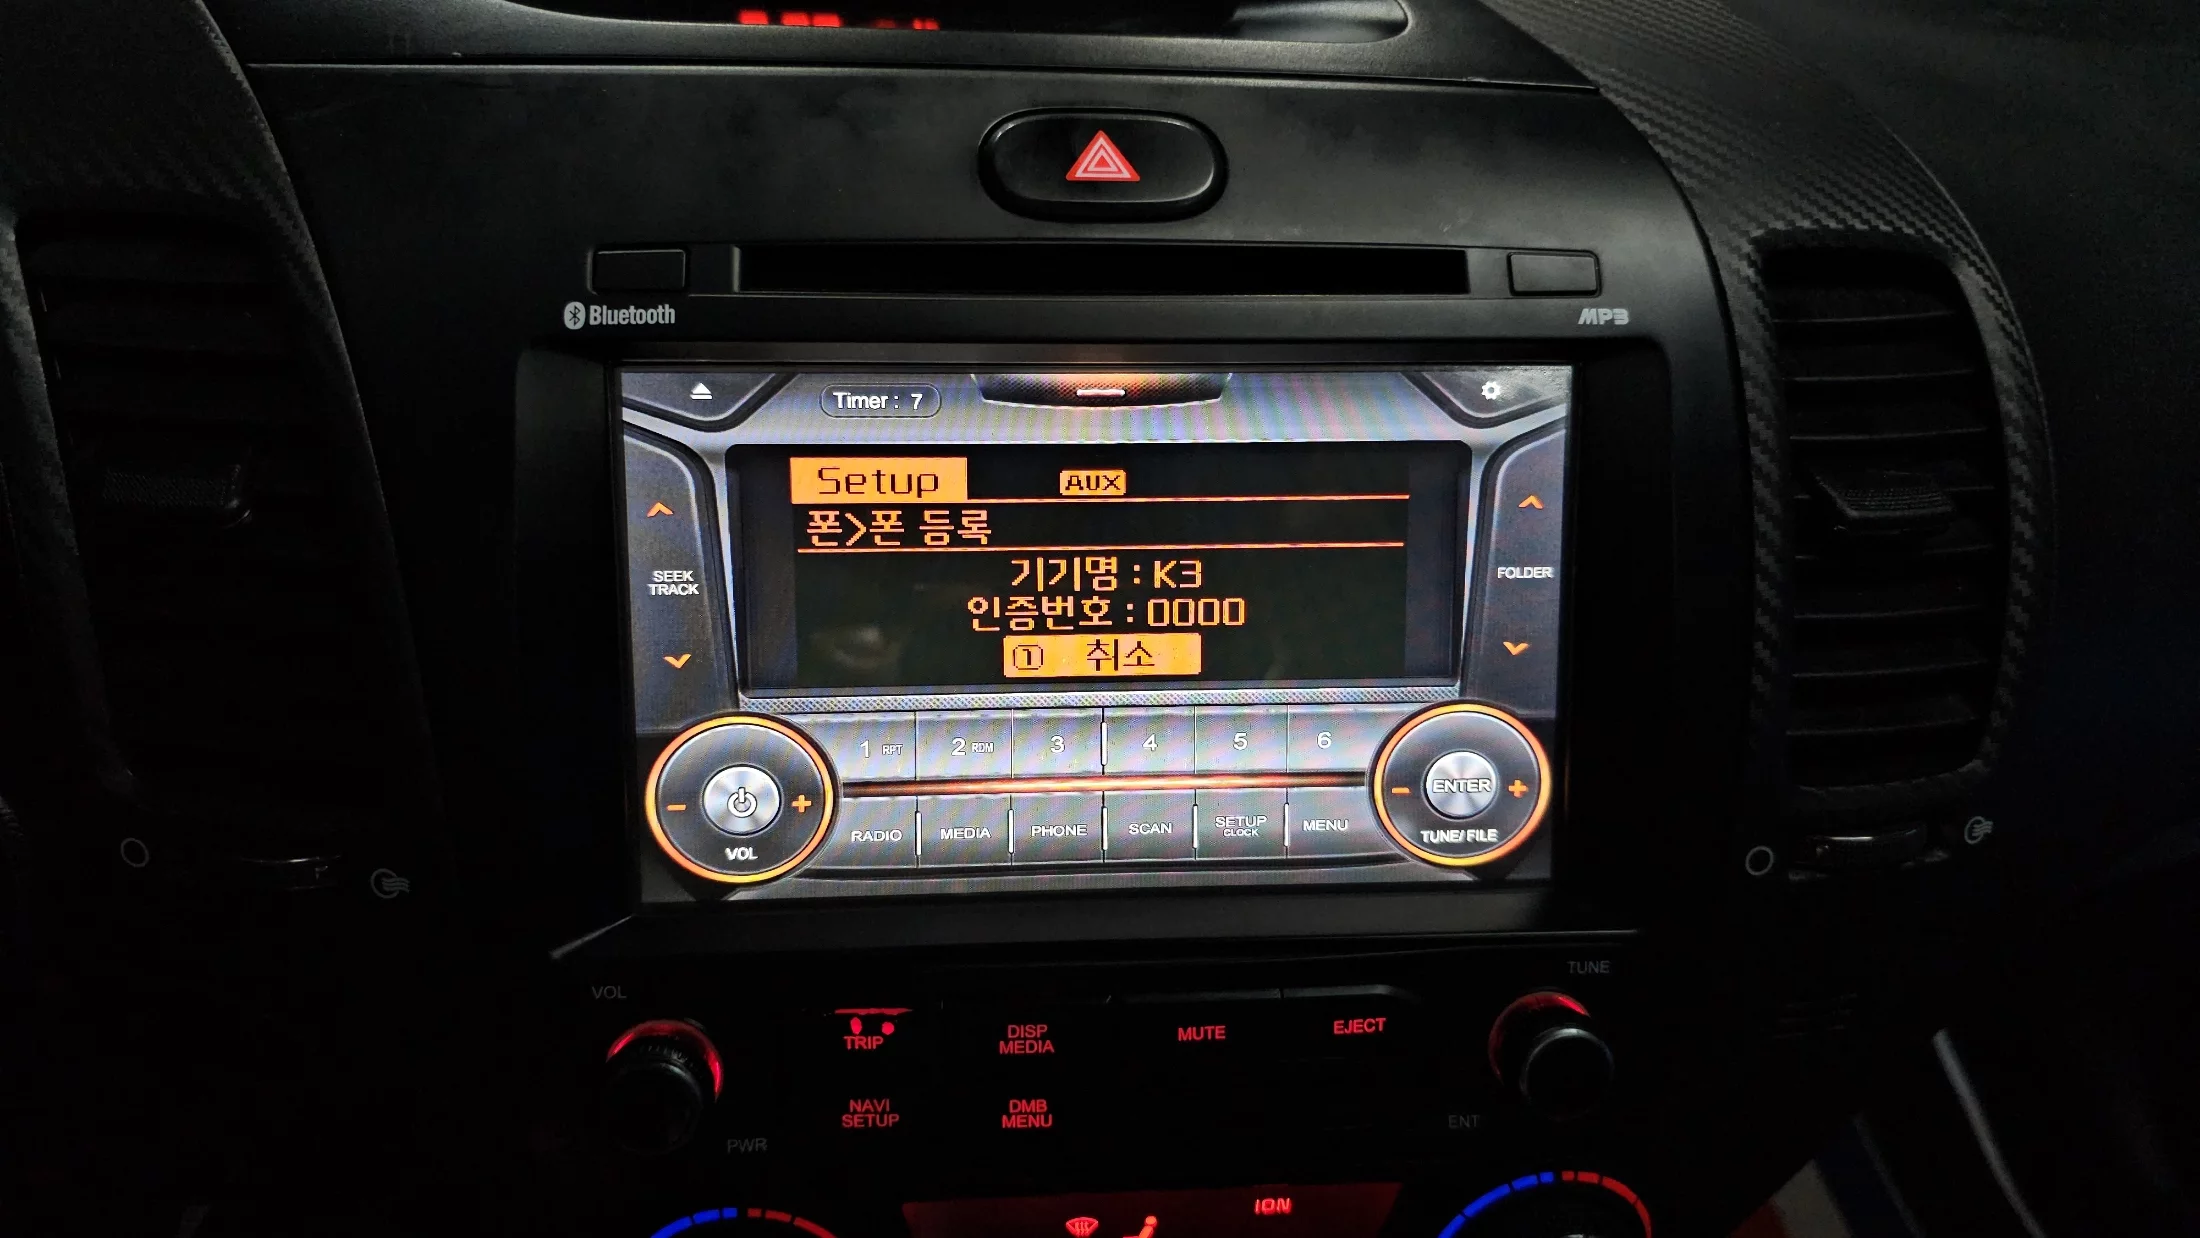 Bluetooth
MP3
Timer : 7
Setup
AUX
폰>폰 등록
기기명 : K3
인증번호 : 0000
① 취소
SEEK
TRACK
FOLDER
1 RPT
2 RDM
3
4
5
6
ENTER
VOL
RADIO
MEDIA
PHONE
SCAN
SETUP
CLOCK
MENU
TUNE/ FILE
VOL
TUNE
TRIP
DISP
MEDIA
MUTE
EJECT
NAVI
SETUP
DMB
MENU
PWR
ENT
ION